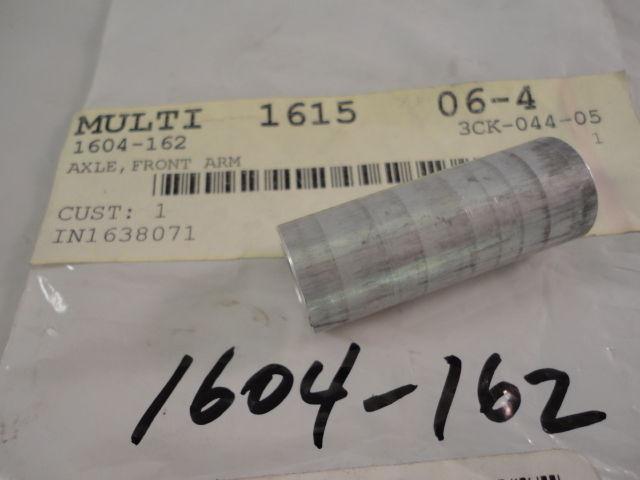 MULTI 1615 06-4
1604-162 3CK-044-05
AXLE, FRONT ARM 1
CUST: 1
IN1638071
1604-162